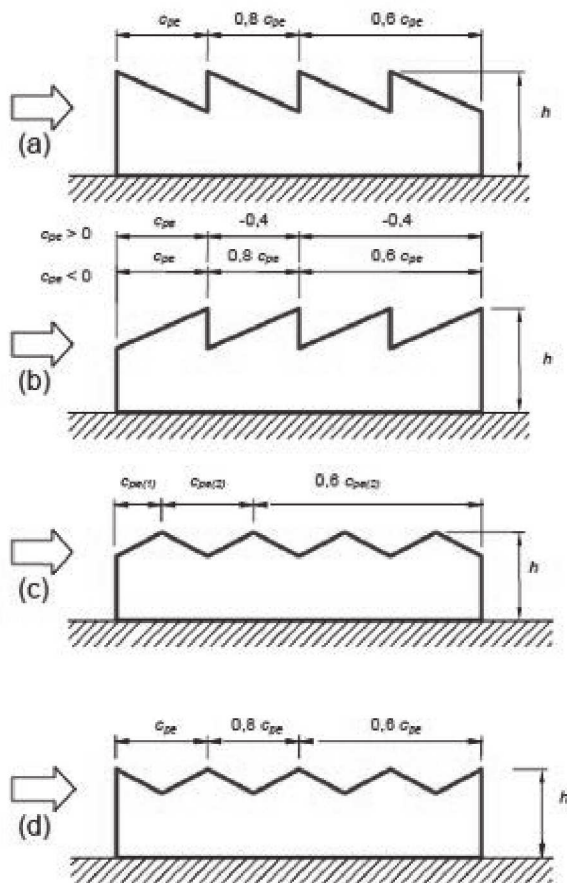 cpe 0,8 cpe 0,6 cpe
h
(a)
cpe > 0 cpe -0,4 -0,4
cpe < 0 cpe 0,8 cpe 0,6 cpe
h
(b)
cpe(1) cpe(2) 0,6 cpe(2)
h
(c)
cpe 0,8 cpe 0,6 cpe
h
(d)